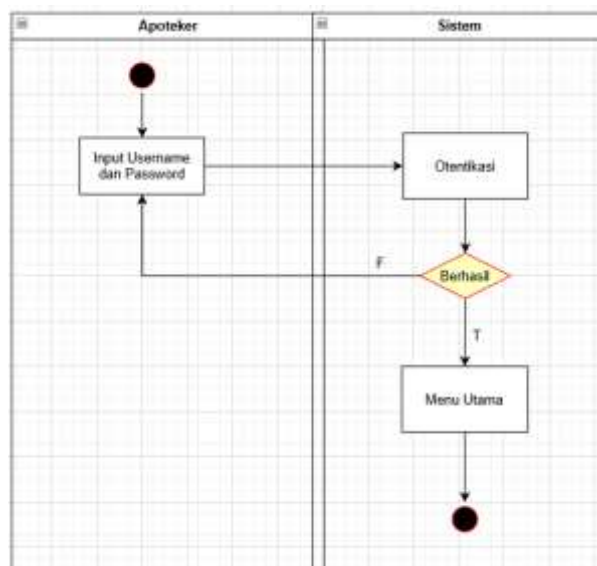 Apoteker
Sistem
Input Username
dan Password
Otentikasi
F
Berhasil
T
Menu Utama